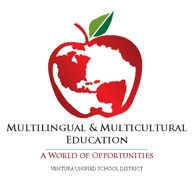 MULTILINGUAL & MULTICULTURAL
EDUCATION
A WORLD OF OPPORTUNITIES
VENTURA UNIFIED SCHOOL DISTRICT